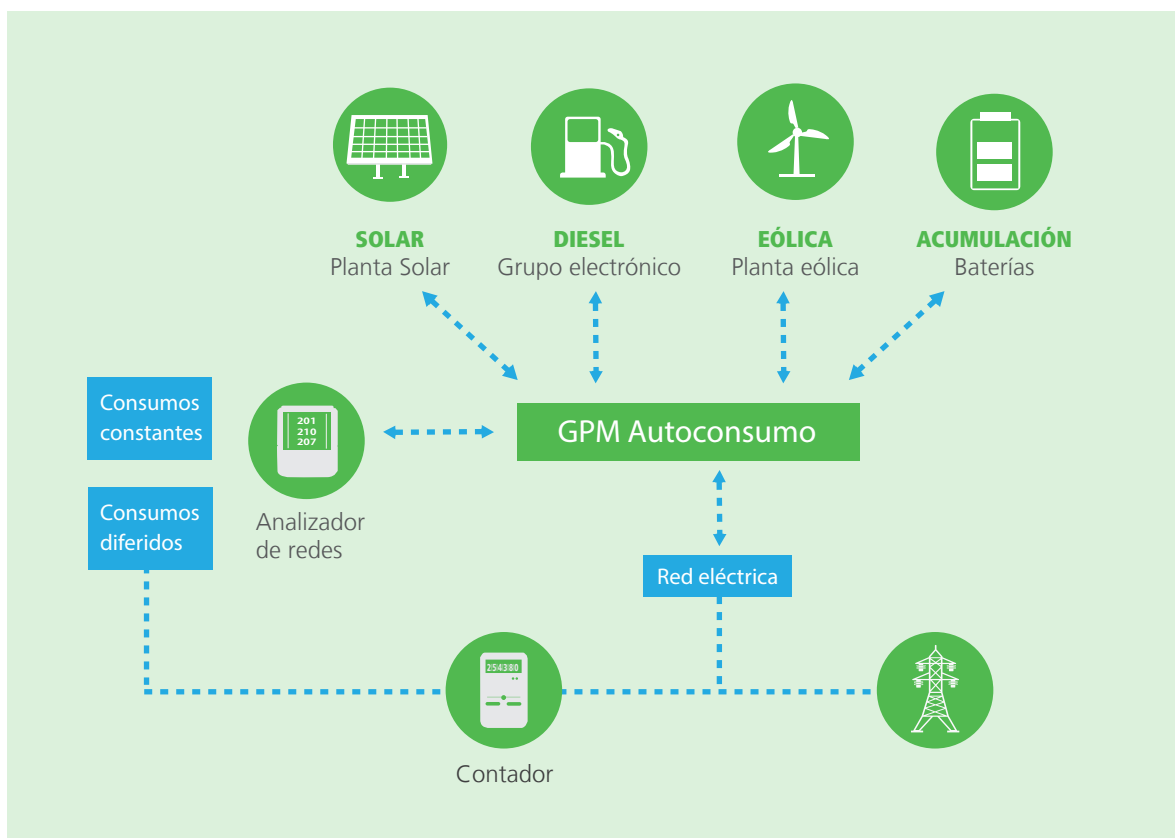 SOLAR
Planta Solar
DIESEL
Grupo electrónico
EÓLICA
Planta eólica
ACUMULACIÓN
Baterías
Consumos
constantes
201
210
207
GPM Autoconsumo
Consumos
diferidos
Analizador
de redes
Red eléctrica
254380
Contador